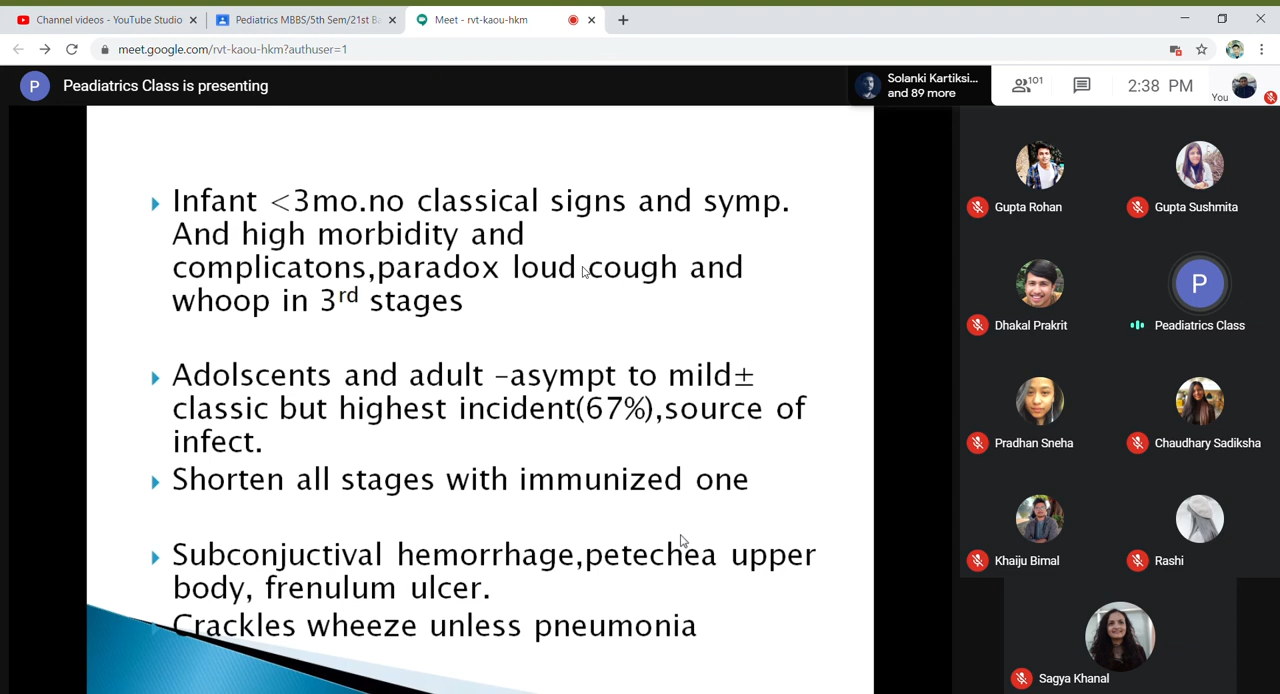 Channel videos - YouTube Studio
Pediatrics MBBS/5th Sem/21st Ba
Meet - rvt-kaou-hkm
meet.google.com/rvt-kaou-hkm?authuser=1
P
Peadiatrics Class is presenting
Solanki Kartiksi...
and 89 more
101
2:38 PM
You
Infant <3mo.no classical signs and symp.
And high morbidity and
complicatons,paradox loud cough and
whoop in 3rd stages
Adolscents and adult –asympt to mild±
classic but highest incident(67%),source of
infect.
Shorten all stages with immunized one
Subconjuctival hemorrhage,petechea upper
body, frenulum ulcer.
Crackles wheeze unless pneumonia
Gupta Rohan
Gupta Sushmita
P
Dhakal Prakrit
Peadiatrics Class
Pradhan Sneha
Chaudhary Sadiksha
Khaiju Bimal
Rashi
Sagya Khanal